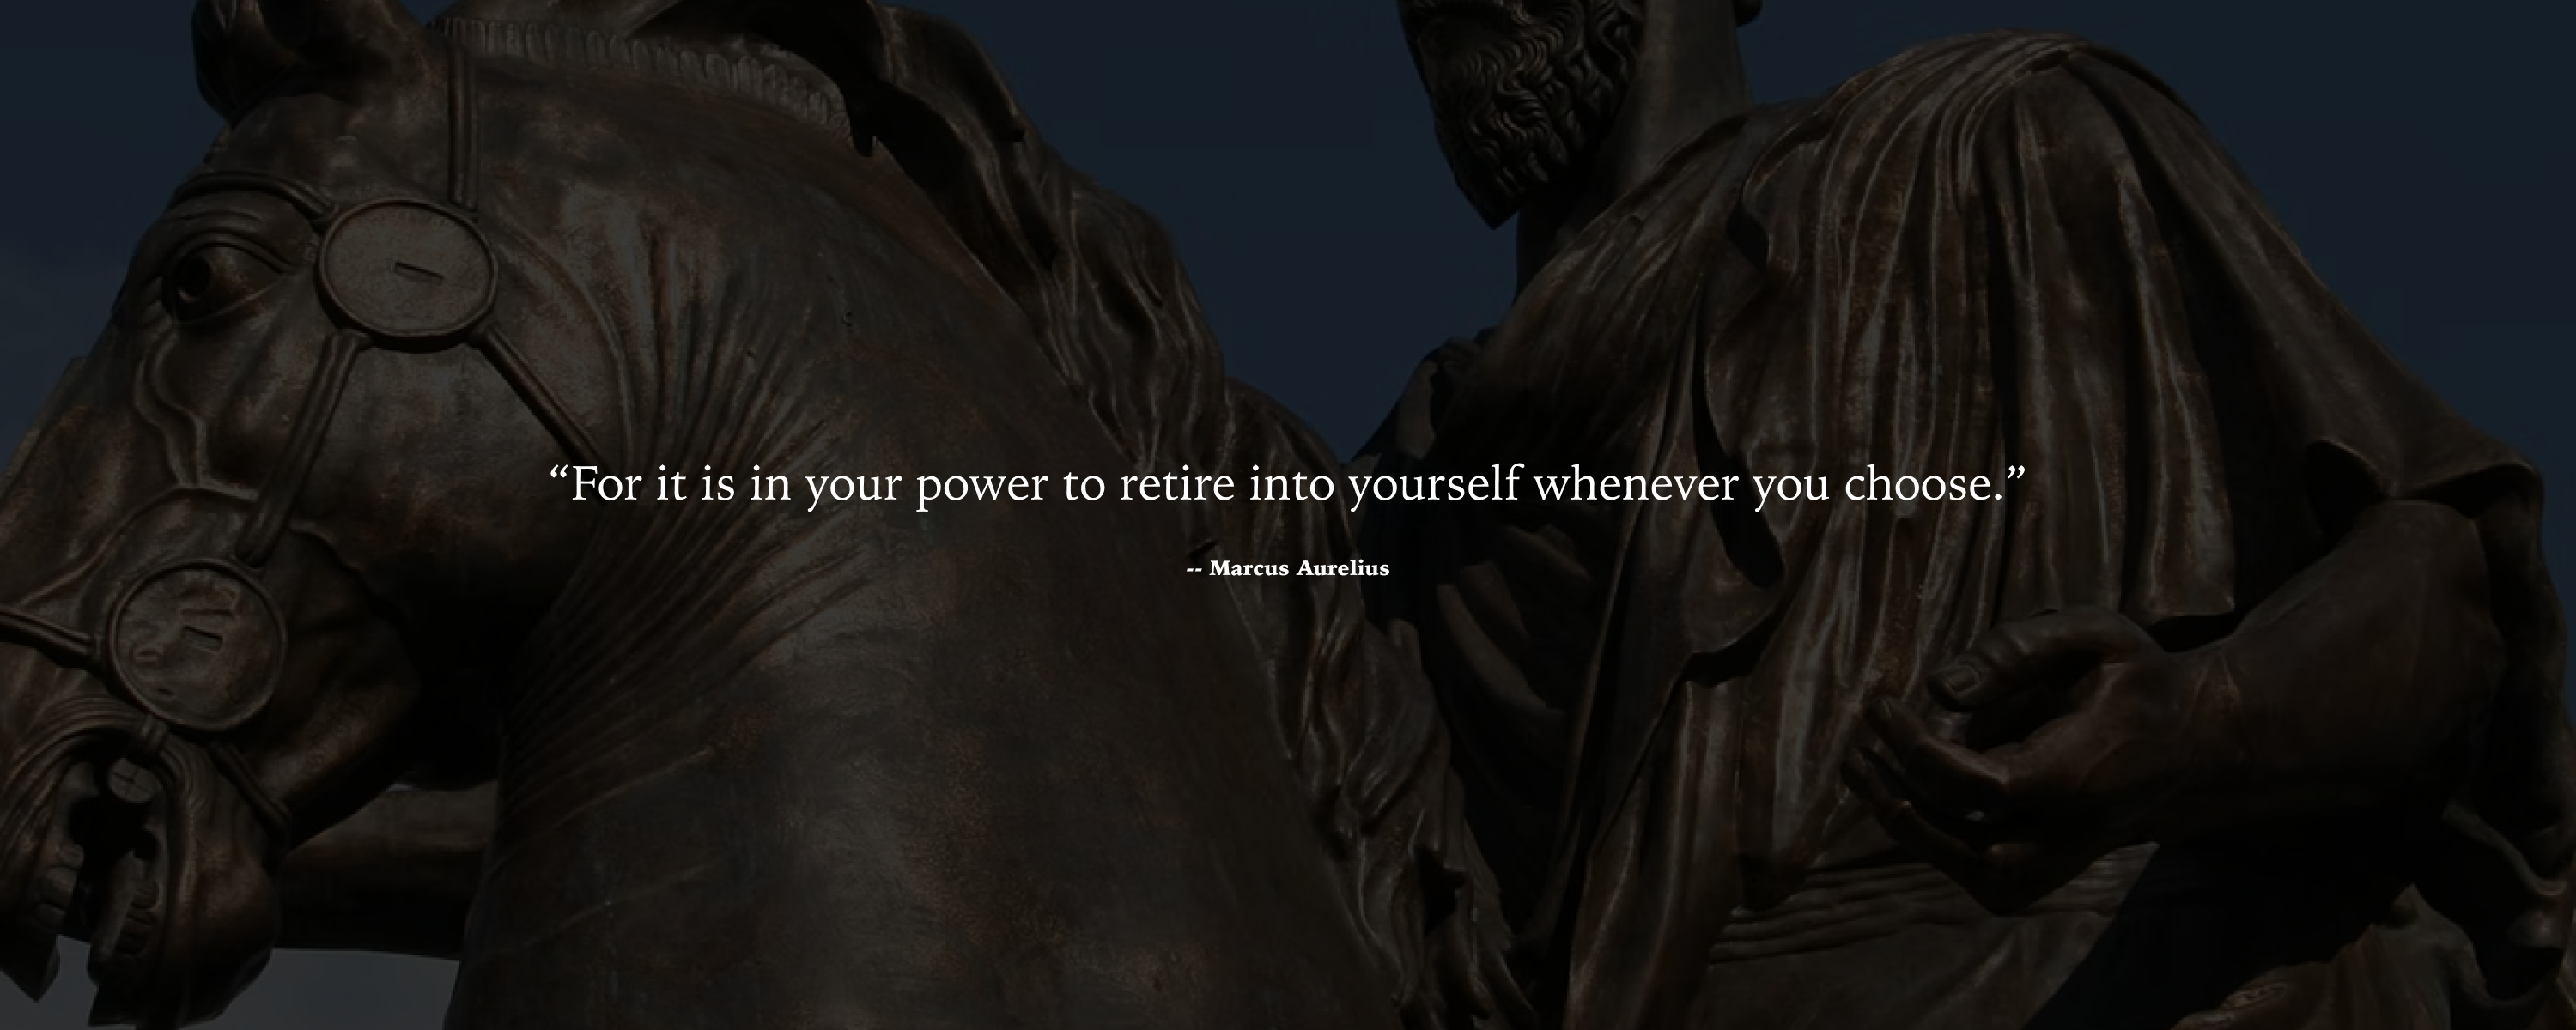 “For it is in your power to retire into yourself whenever you choose.”
-- Marcus Aurelius